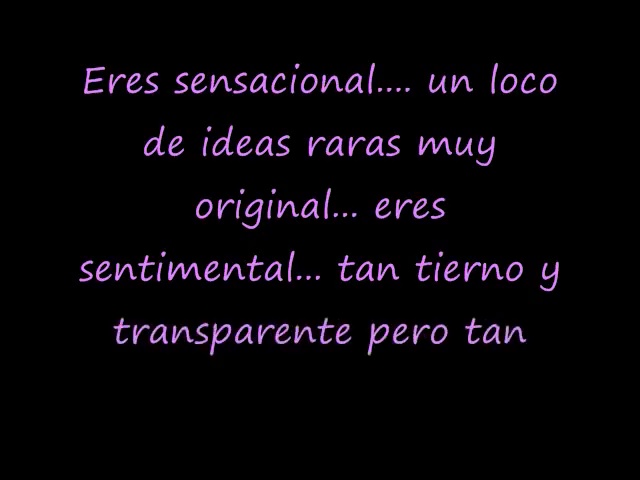 Eres sensacional.... un loco
de ideas raras muy
original... eres
sentimental... tan tierno y
transparente pero tan